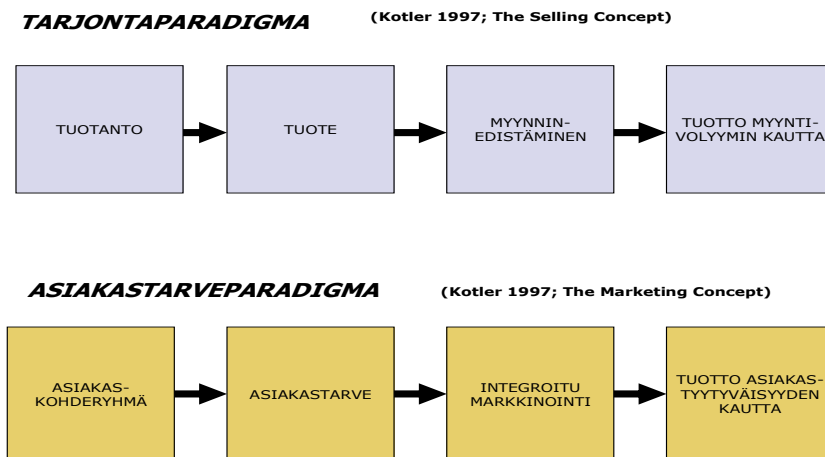 TARJONTAPARADIGMA (Kotler 1997; The Selling Concept)
TUOTANTO
TUOTE
MYYNNIN-
EDISTÄMINEN
TUOTTO MYYNTI-
VOLYYMIN KAUTTA
ASIAKASTARVEPARADIGMA (Kotler 1997; The Marketing Concept)
ASIAKAS-
KOHDERYHMÄ
ASIAKASTARVE
INTEGROITU
MARKKINOINTI
TUOTTO ASIAKAS-
TYYTYVÄISYYDEN
KAUTTA